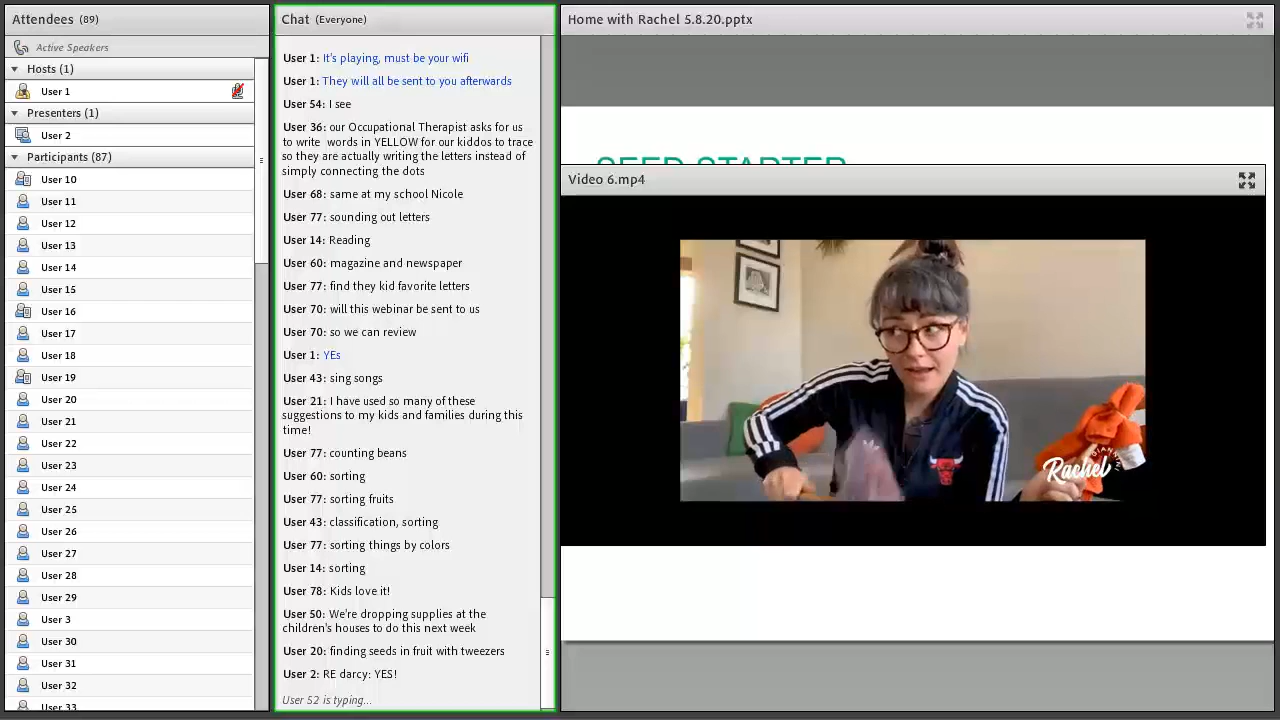 Attendees (89)
Active Speakers
Hosts (1)
User 1
Presenters (1)
User 2
Participants (87)
User 10
User 11
User 12
User 13
User 14
User 15
User 16
User 17
User 18
User 19
User 20
User 21
User 22
User 23
User 24
User 25
User 26
User 27
User 28
User 29
User 3
User 30
User 31
User 32
User 33
Chat (Everyone)
User 1: It's playing, must be your wifi
User 1: They will all be sent to you afterwards
User 54: I see
User 36: our Occupational Therapist asks for us
to write words in YELLOW for our kiddos to trace
so they are actually writing the letters instead of
simply connecting the dots
User 68: same at my school Nicole
User 77: sounding out letters
User 14: Reading
User 60: magazine and newspaper
User 77: find they kid favorite letters
User 70: will this webinar be sent to us
User 70: so we can review
User 1: YEs
User 43: sing songs
User 21: I have used so many of these
suggestions to my kids and families during this
time!
User 77: counting beans
User 60: sorting
User 77: sorting fruits
User 43: classification, sorting
User 77: sorting things by colors
User 14: sorting
User 78: Kids love it!
User 50: We're dropping supplies at the
children's houses to do this next week
User 20: finding seeds in fruit with tweezers
User 2: RE darcy: YES!
User 52 is typing...
Home with Rachel 5.8.20.pptx
SEED STARTER
Video 6.mp4
Rachel
GIANNINI